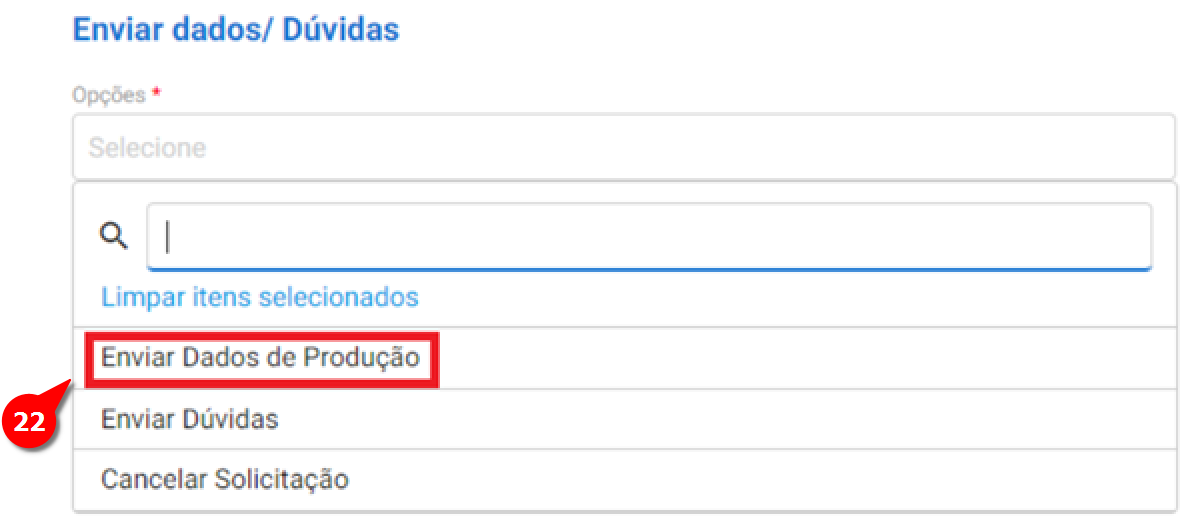 Enviar dados/ Dúvidas
Opções *
Selecione
Limpar itens selecionados
Enviar Dados de Produção
22
Enviar Dúvidas
Cancelar Solicitação